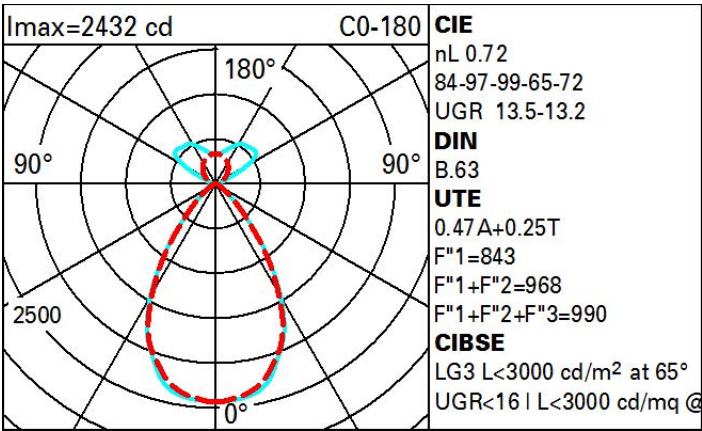 Imax=2432 cd C0-180
180°
90° 90°
2500
0°
CIE
nL 0.72
84-97-99-65-72
UGR 13.5-13.2
DIN
B.63
UTE
0.47A+0.25T
F"1=843
F"1+F"2=968
F"1+F"2+F"3=990
CIBSE
LG3 L<3000 cd/m² at 65°
UGR<16 | L<3000 cd/mq @